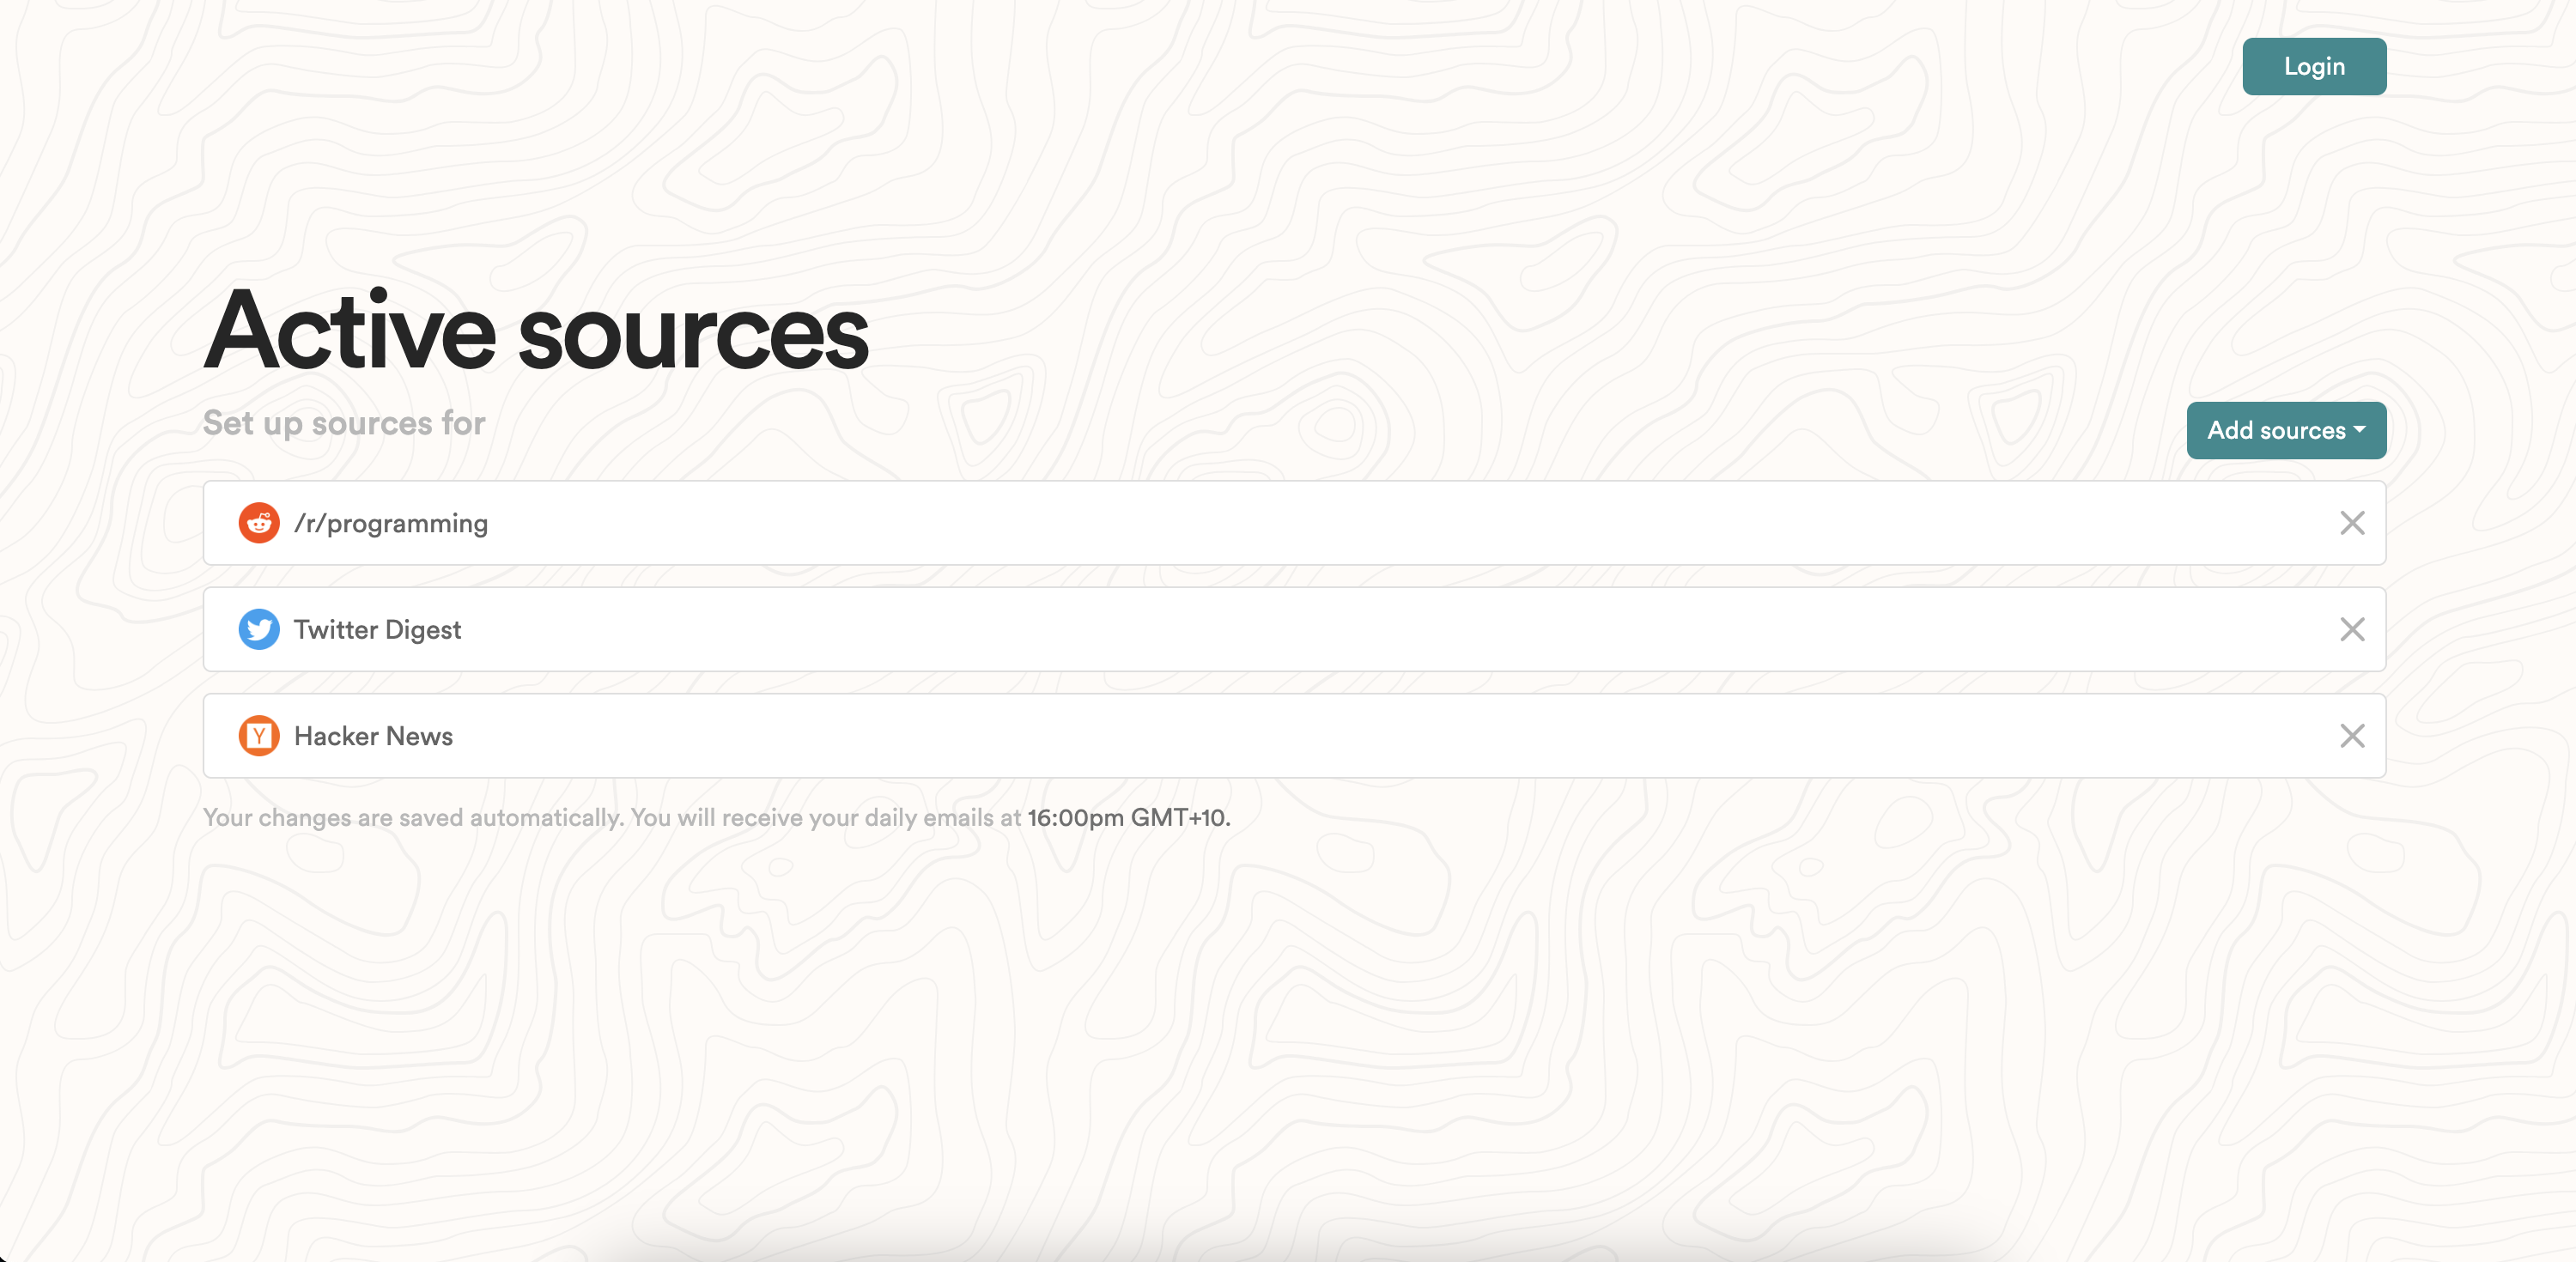 Login
Active sources
Set up sources for
Add sources
/r/programming
Twitter Digest
Y Hacker News
Your changes are saved automatically. You will receive your daily emails at 16:00pm GMT+10.